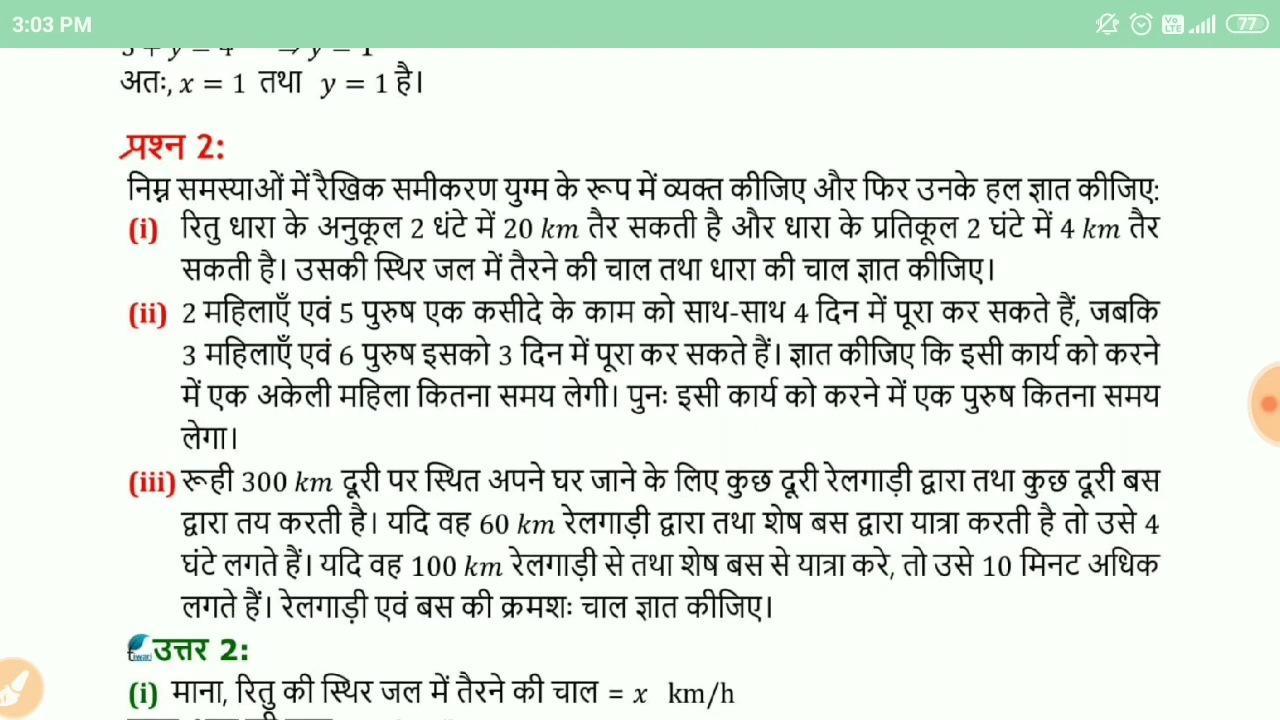 3:03 PM
Vo LTE 77
अतः, x = 1 तथा y = 1 है।
प्रश्न 2:
निम्न समस्याओं में रैखिक समीकरण युग्म के रूप में व्यक्त कीजिए और फिर उनके हल ज्ञात कीजिए:
(i) रितु धारा के अनुकूल 2 धंटे में 20 km तैर सकती है और धारा के प्रतिकूल 2 घंटे में 4 km तैर
सकती है। उसकी स्थिर जल में तैरने की चाल तथा धारा की चाल ज्ञात कीजिए।
(ii) 2 महिलाएँ एवं 5 पुरुष एक कसीदे के काम को साथ-साथ 4 दिन में पूरा कर सकते हैं, जबकि
3 महिलाएँ एवं 6 पुरुष इसको 3 दिन में पूरा कर सकते हैं। ज्ञात कीजिए कि इसी कार्य को करने
में एक अकेली महिला कितना समय लेगी। पुनः इसी कार्य को करने में एक पुरुष कितना समय
लेगा।
(iii) रूही 300 km दूरी पर स्थित अपने घर जाने के लिए कुछ दूरी रेलगाड़ी द्वारा तथा कुछ दूरी बस
द्वारा तय करती है। यदि वह 60 km रेलगाड़ी द्वारा तथा शेष बस द्वारा यात्रा करती है तो उसे 4
घंटे लगते हैं। यदि वह 100 km रेलगाड़ी से तथा शेष बस से यात्रा करे, तो उसे 10 मिनट अधिक
लगते हैं। रेलगाड़ी एवं बस की क्रमशः चाल ज्ञात कीजिए।
उत्तर 2:
(i) माना, रितु की स्थिर जल में तैरने की चाल = x km/h